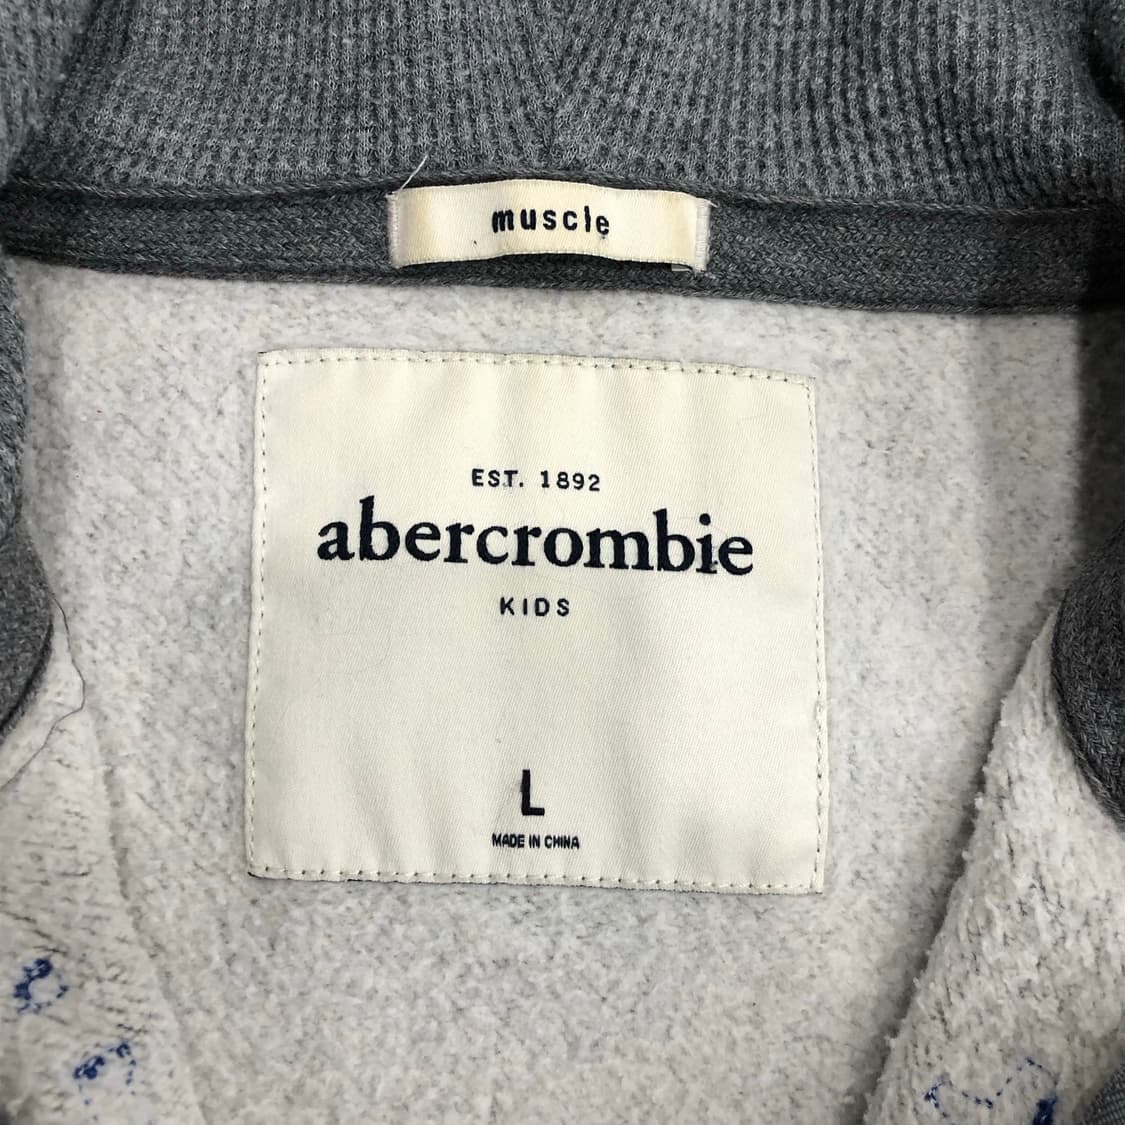 muscle
EST. 1892
abercrombie
KIDS
L
MADE IN CHINA